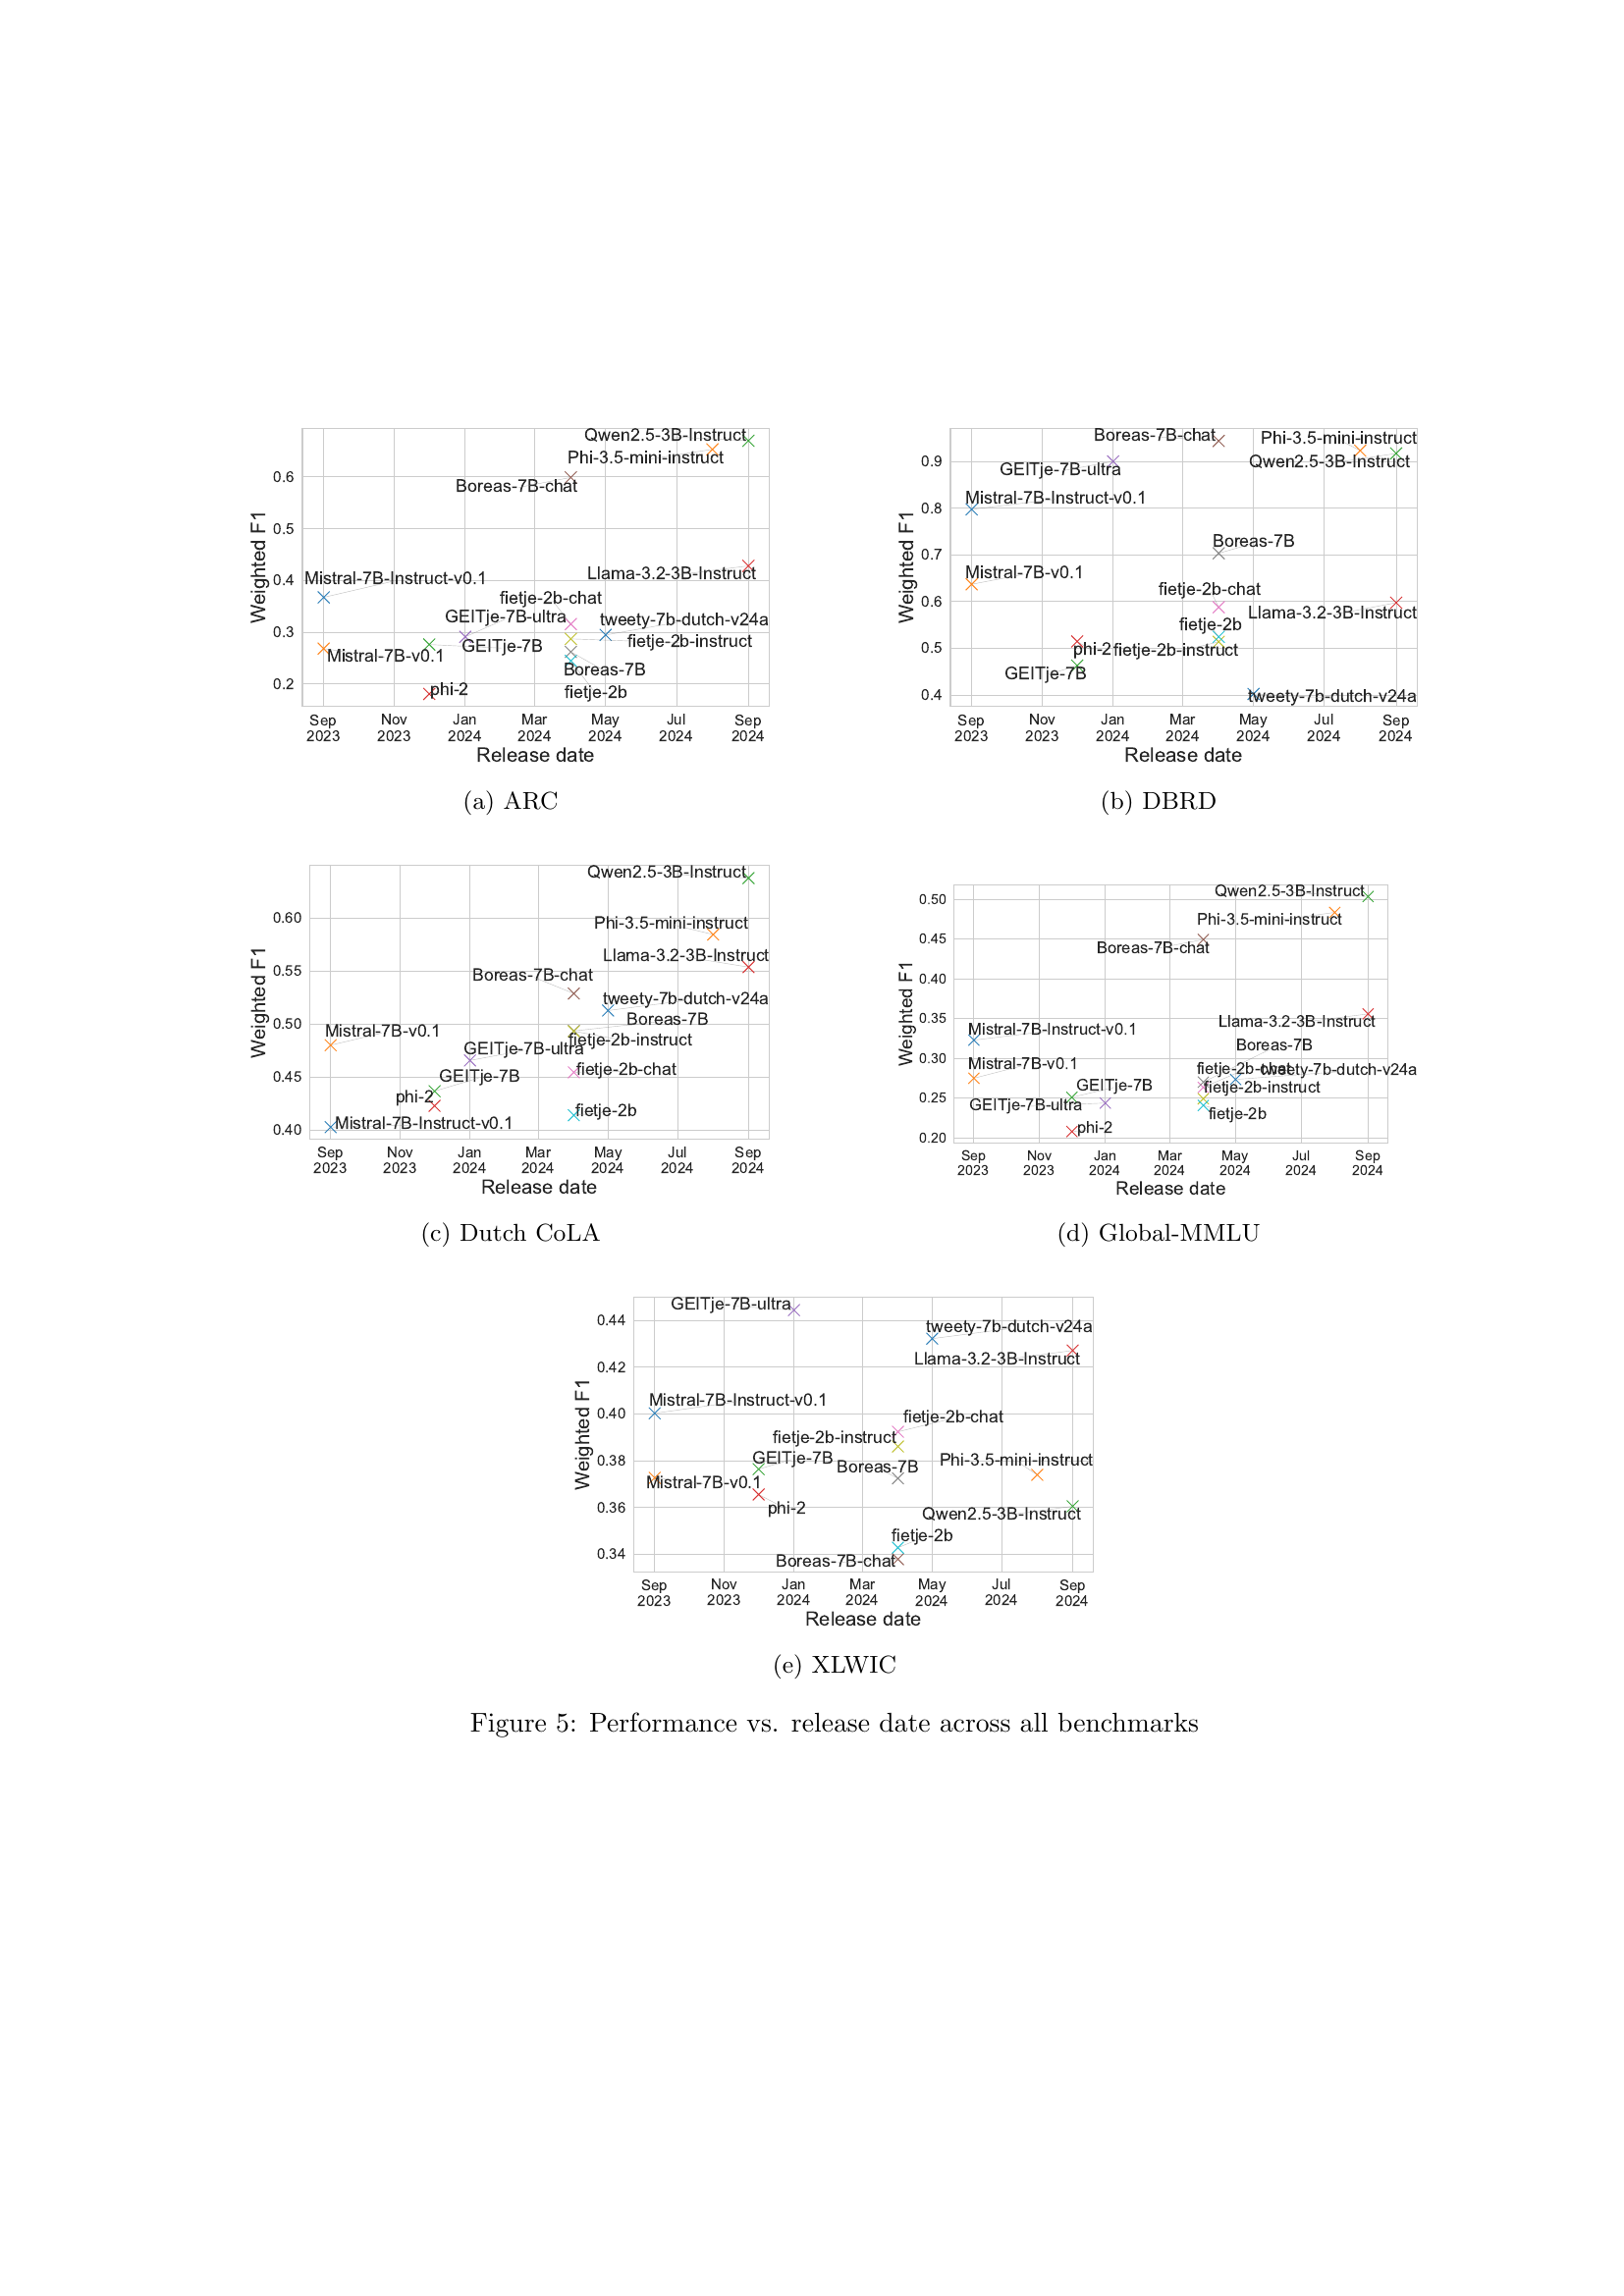 Weighted F1
0.6
0.5
0.4
0.3
0.2
Qwen2.5-3B-Instruct
Phi-3.5-mini-instruct
Boreas-7B-chat
Llama-3.2-3B-Instruct
Mistral-7B-Instruct-v0.1
fietje-2b-chat
GEITje-7B-ultra
tweety-7b-dutch-v24a
fietje-2b-instruct
GEITje-7B
Mistral-7B-v0.1
Boreas-7B
phi-2
fietje-2b
Sep Nov Jan Mar May Jul Sep
2023 2023 2024 2024 2024 2024 2024
Release date
(a) ARC
Weighted F1
0.9
0.8
0.7
0.6
0.5
0.4
Boreas-7B-chat
Phi-3.5-mini-instruct
Qwen2.5-3B-Instruct
GEITje-7B-ultra
Mistral-7B-Instruct-v0.1
Boreas-7B
Mistral-7B-v0.1
fietje-2b-chat
Llama-3.2-3B-Instruct
fietje-2b
phi-2
fietje-2b-instruct
GEITje-7B
tweety-7b-dutch-v24a
Sep Nov Jan Mar May Jul Sep
2023 2023 2024 2024 2024 2024 2024
Release date
(b) DBRD
Weighted F1
0.60
0.55
0.50
0.45
0.40
Qwen2.5-3B-Instruct
Phi-3.5-mini-instruct
Llama-3.2-3B-Instruct
Boreas-7B-chat
tweety-7b-dutch-v24a
Boreas-7B
Mistral-7B-v0.1
fietje-2b-instruct
GEITje-7B-ultra
fietje-2b-chat
GEITje-7B
phi-2
fietje-2b
Mistral-7B-Instruct-v0.1
Sep Nov Jan Mar May Jul Sep
2023 2023 2024 2024 2024 2024 2024
Release date
(c) Dutch CoLA
Weighted F1
0.50
0.45
0.40
0.35
0.30
0.25
0.20
Qwen2.5-3B-Instruct
Phi-3.5-mini-instruct
Boreas-7B-chat
Llama-3.2-3B-Instruct
Mistral-7B-Instruct-v0.1
Boreas-7B
Mistral-7B-v0.1
fietje-2b-chat
tweety-7b-dutch-v24a
GEITje-7B
fietje-2b-instruct
GEITje-7B-ultra
fietje-2b
phi-2
Sep Nov Jan Mar May Jul Sep
2023 2023 2024 2024 2024 2024 2024
Release date
(d) Global-MMLU
Weighted F1
0.44
0.42
0.40
0.38
0.36
0.34
GEITje-7B-ultra
tweety-7b-dutch-v24a
Llama-3.2-3B-Instruct
Mistral-7B-Instruct-v0.1
fietje-2b-chat
fietje-2b-instruct
GEITje-7B
Boreas-7B
Phi-3.5-mini-instruct
Mistral-7B-v0.1
phi-2
Qwen2.5-3B-Instruct
fietje-2b
Boreas-7B-chat
Sep Nov Jan Mar May Jul Sep
2023 2023 2024 2024 2024 2024 2024
Release date
(e) XLWIC
Figure 5: Performance vs. release date across all benchmarks